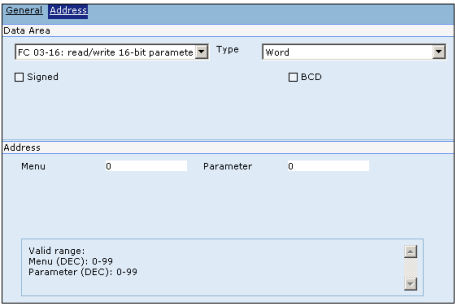 General Address
Data Area
FC 03-16: read/write 16-bit paramete Type Word
Signed BCD
Address
Menu 0 Parameter 0
Valid range:
Menu (DEC): 0-99
Parameter (DEC): 0-99